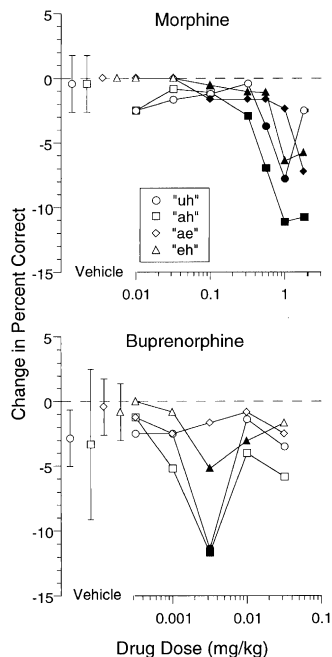 Morphine
5
0
-5
-10
-15
"uh"
"ah"
"ae"
"eh"
Vehicle
0.01
0.1
1
Change in Percent Correct
Buprenorphine
5
0
-5
-10
-15
Vehicle
0.001
0.01
0.1
Drug Dose (mg/kg)